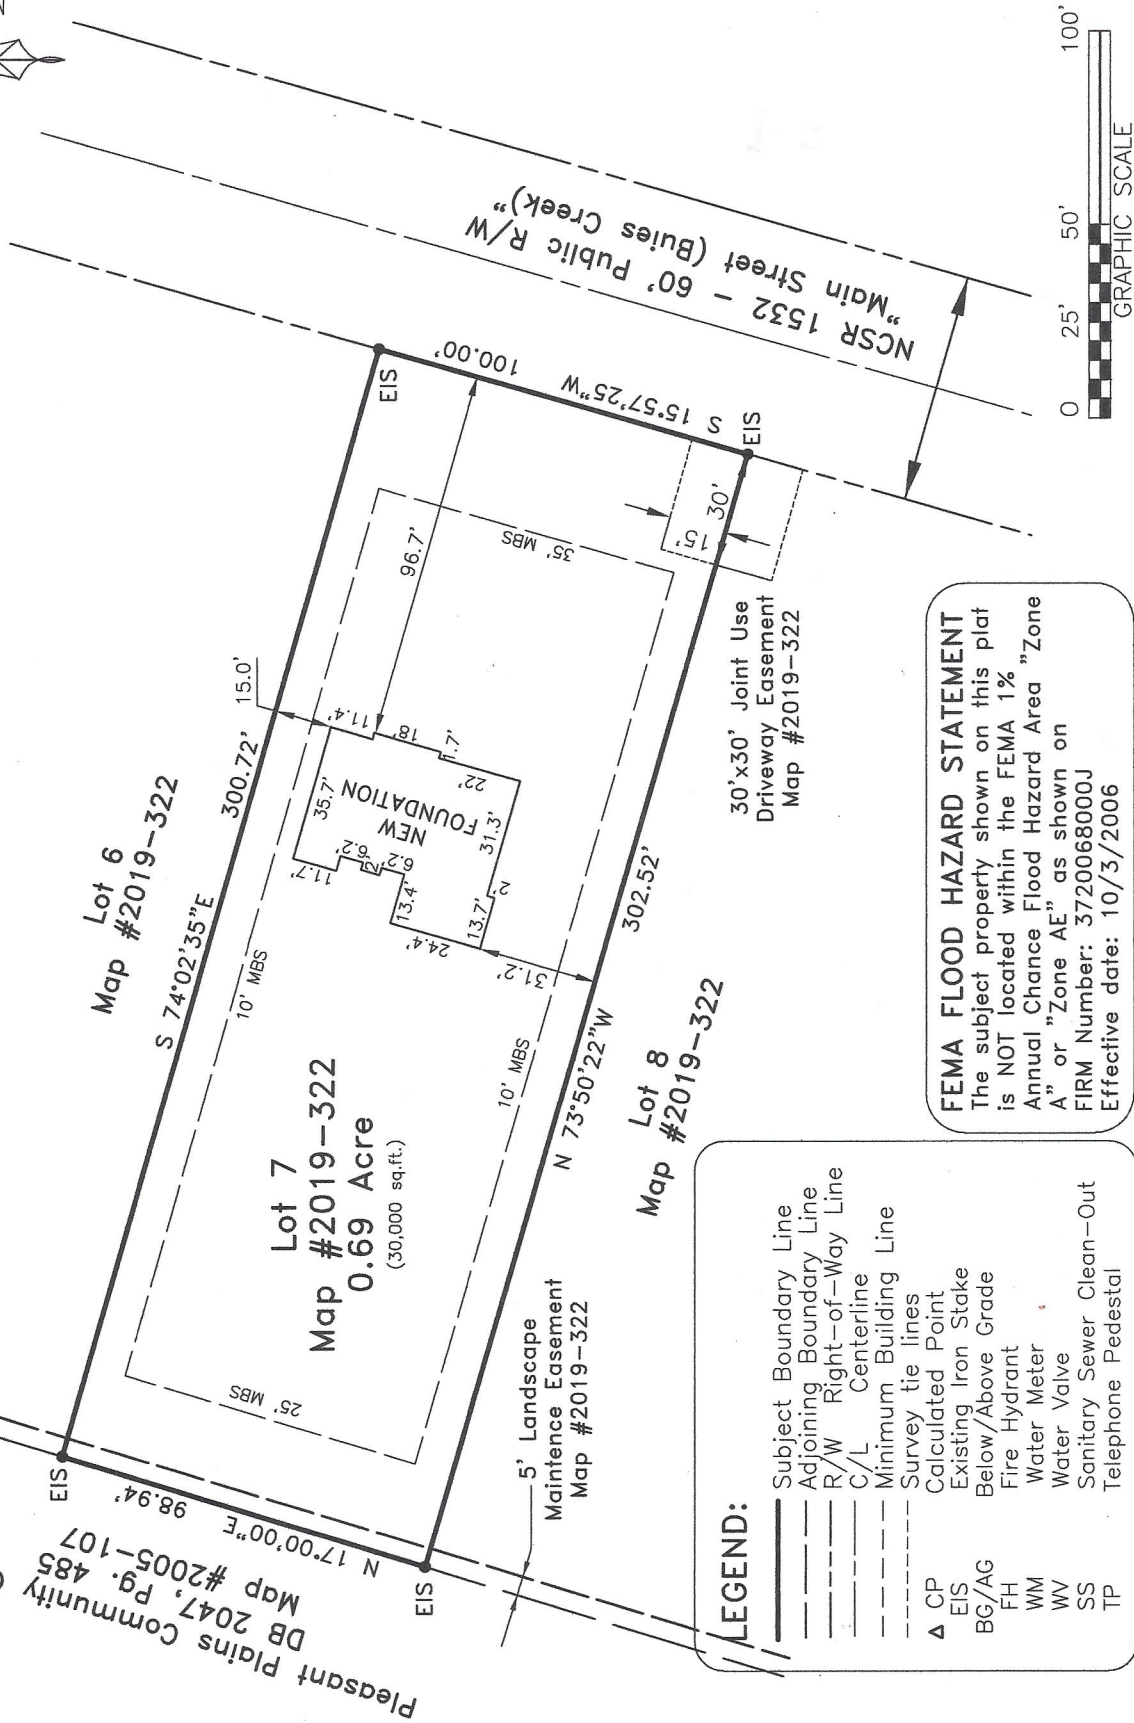 N
Pleasant Plains Community
DB 2047, Pg. 485
Map #2005-107
EIS
N 17°00'00"E
98.94'
EIS
Lot 6
Map #2019-322
S 74°02'35"E
300.72'
EIS
15.0'
10' MBS
25' MBS
10' MBS
35' MBS
Lot 7
Map #2019-322
0.69 Acre
(30,000 sq.ft.)
NEW
FOUNDATION
35.7'
11.4'
18'
1.7'
22'
31.3'
2'
13.7'
24.4'
13.4'
6.2'
2'
6.2'
11.7'
96.7'
31.2'
S 15°57'25"W
100.00'
EIS
15'
30'
N 73°50'22"W
302.52'
Lot 8
Map #2019-322
30'x30' Joint Use
Driveway Easement
Map #2019-322
5' Landscape
Maintence Easement
Map #2019-322
NCSR 1532 - 60' Public R/W
"Main Street (Buies Creek)"
LEGEND:
Subject Boundary Line
Adjoining Boundary Line
R/W Right-of-Way Line
C/L Centerline
Minimum Building Line
Survey tie lines
CP Calculated Point
EIS Existing Iron Stake
BG/AG Below/Above Grade
FH Fire Hydrant
WM Water Meter
WV Water Valve
SS Sanitary Sewer Clean-Out
TP Telephone Pedestal
FEMA FLOOD HAZARD STATEMENT
The subject property shown on this plat
is NOT located within the FEMA 1%
Annual Chance Flood Hazard Area "Zone
A" or "Zone AE" as shown on
FIRM Number: 3720068000J
Effective date: 10/3/2006
0 25' 50' 100'
GRAPHIC SCALE